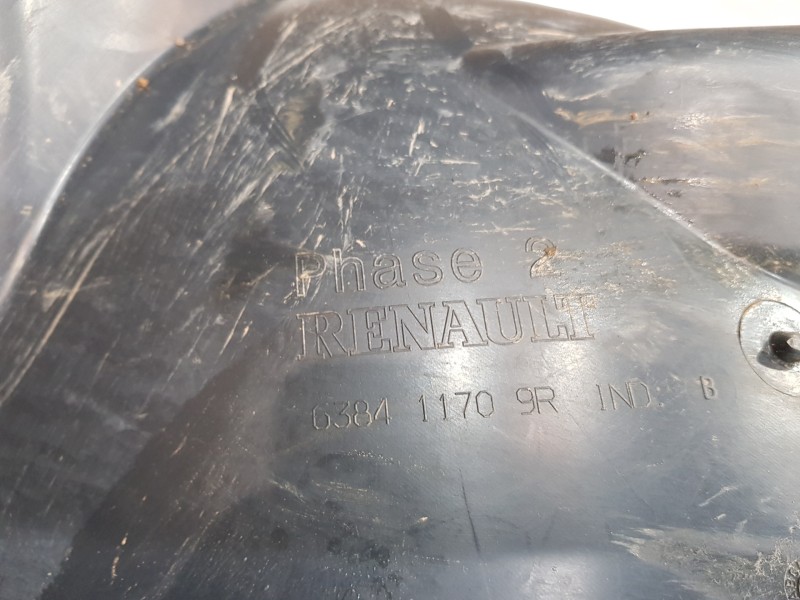 Phase 2
RENAULT
6384 1170 9R IND. B